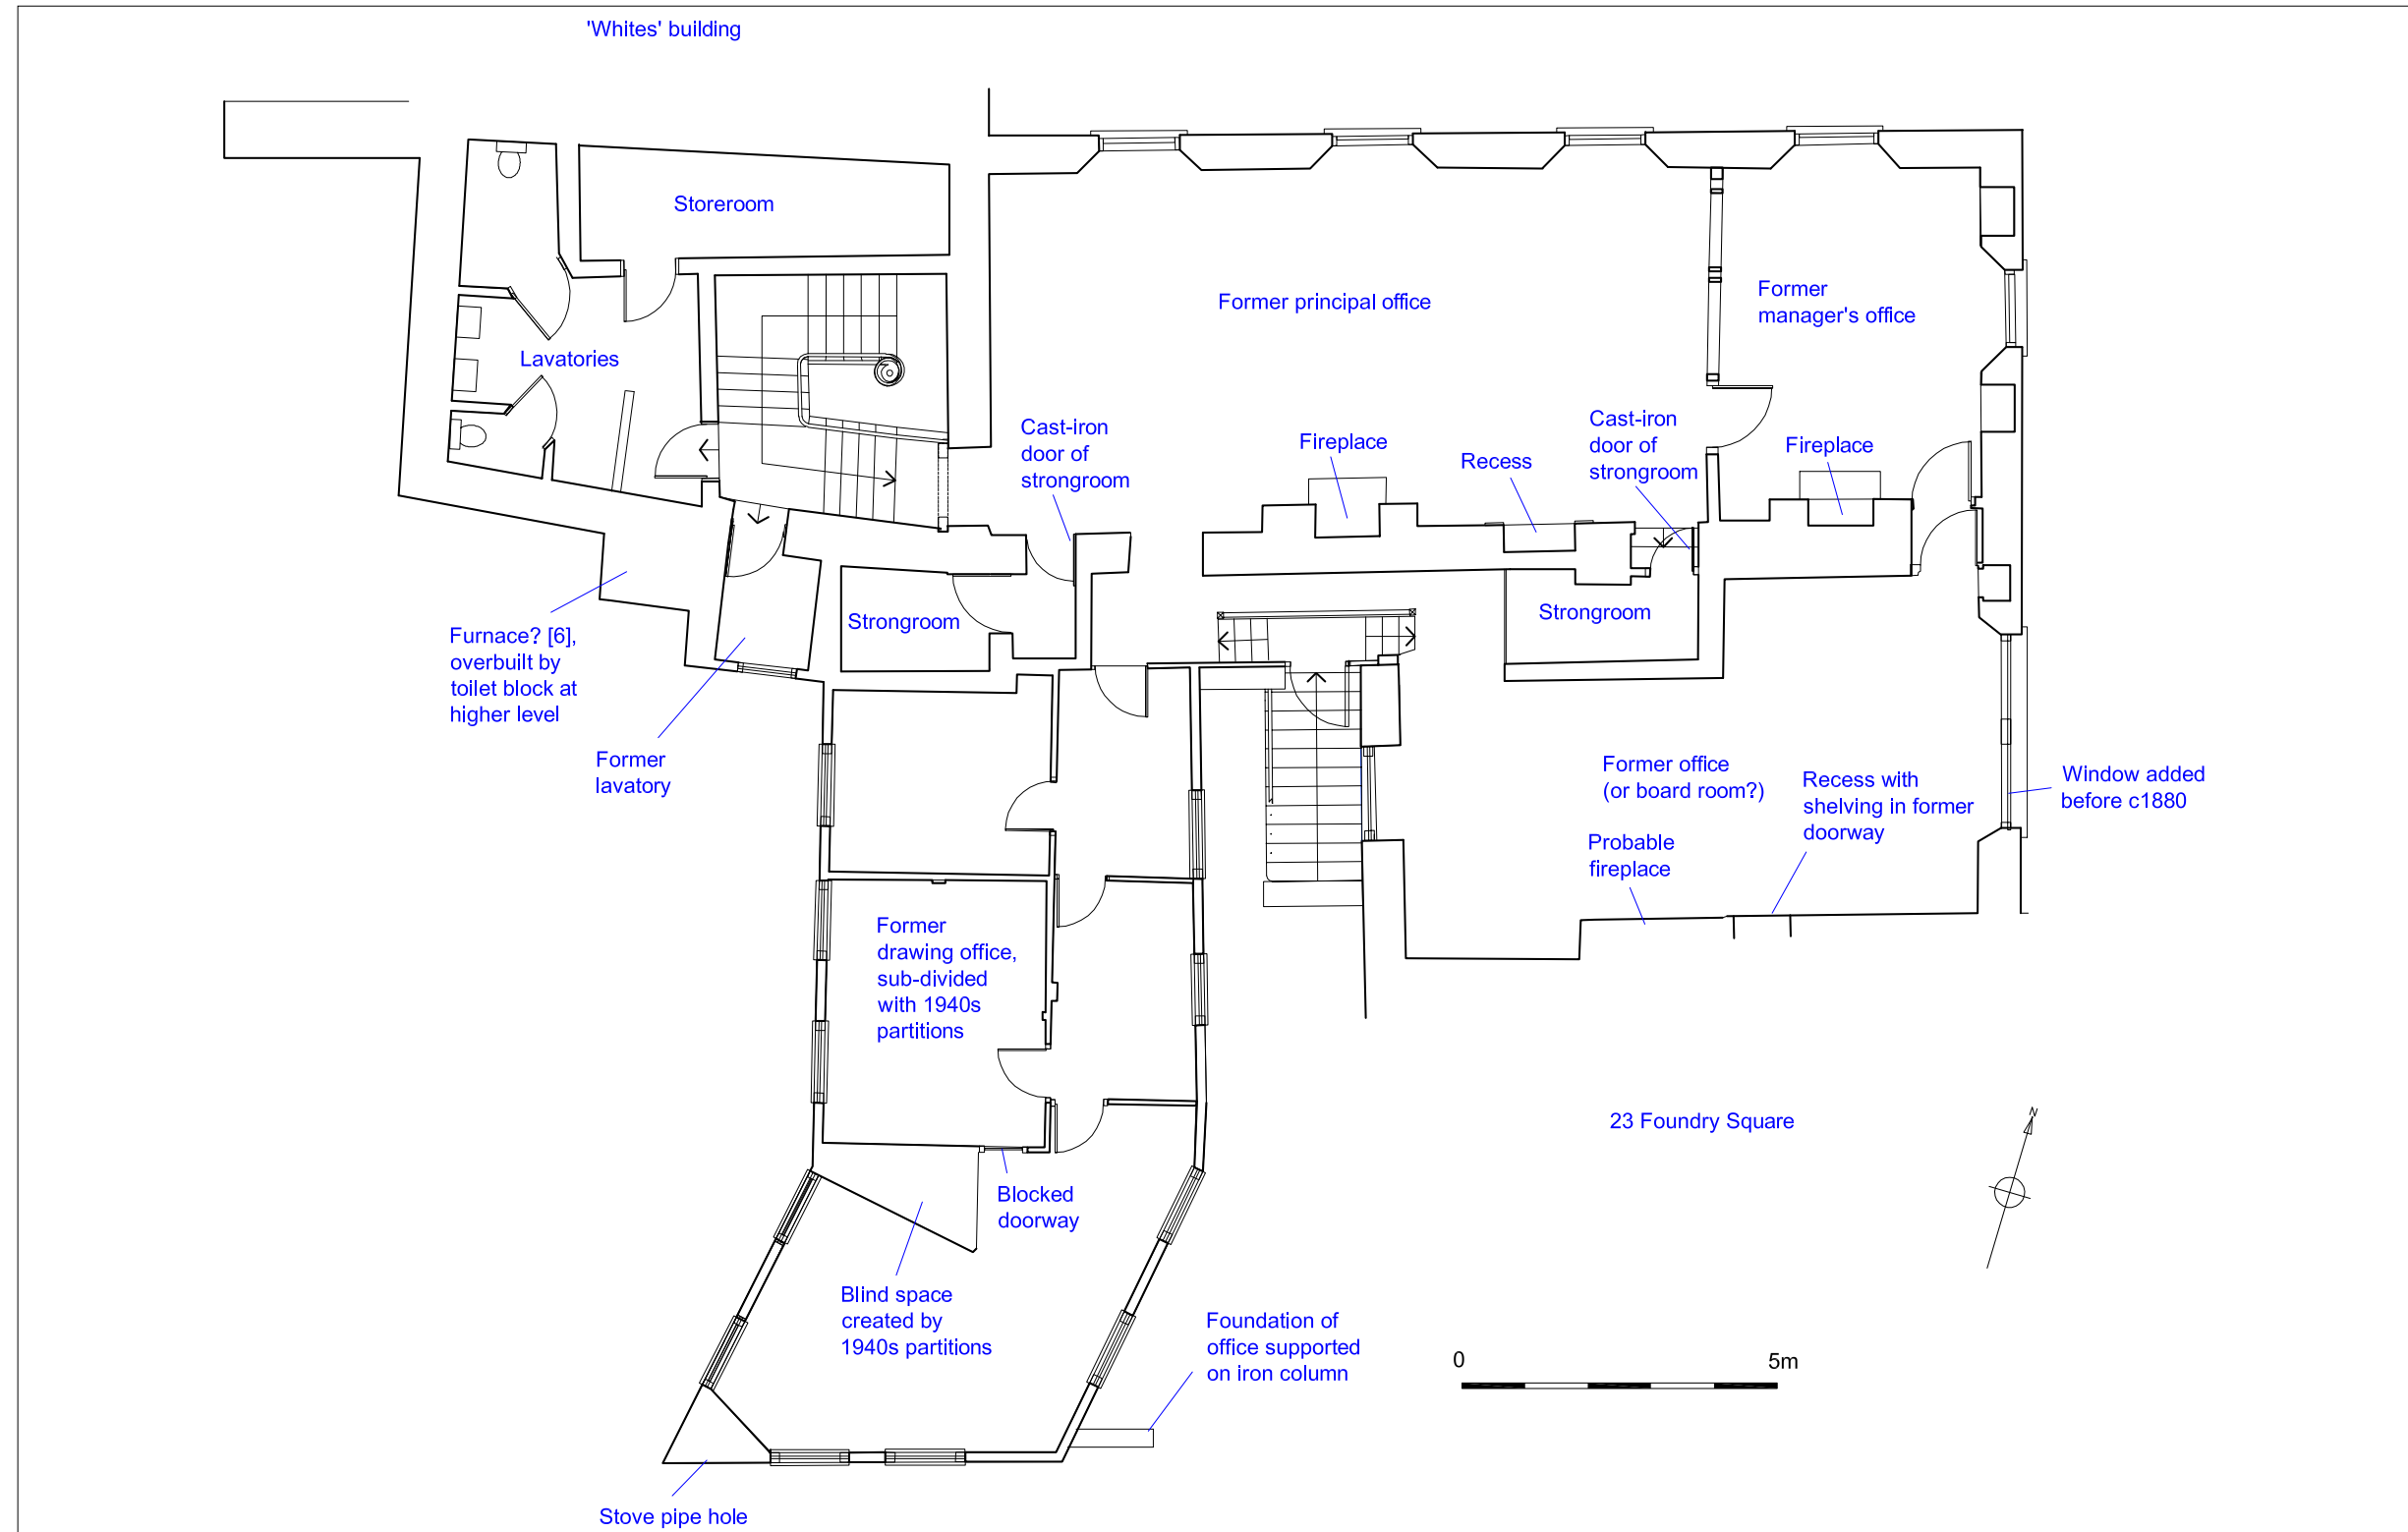 'Whites' building
Storeroom
Former principal office
Former
manager's office
Lavatories
Cast-iron
door of
strongroom
Fireplace
Recess
Cast-iron
door of
strongroom
Fireplace
Strongroom
Strongroom
Furnace? [6],
overbuilt by
toilet block at
higher level
Former
lavatory
Former office
(or board room?)
Recess with
shelving in former
doorway
Window added
before c1880
Probable
fireplace
Former
drawing office,
sub-divided
with 1940s
partitions
23 Foundry Square
N
Blocked
doorway
Blind space
created by
1940s partitions
Foundation of
office supported
on iron column
0 5m
Stove pipe hole